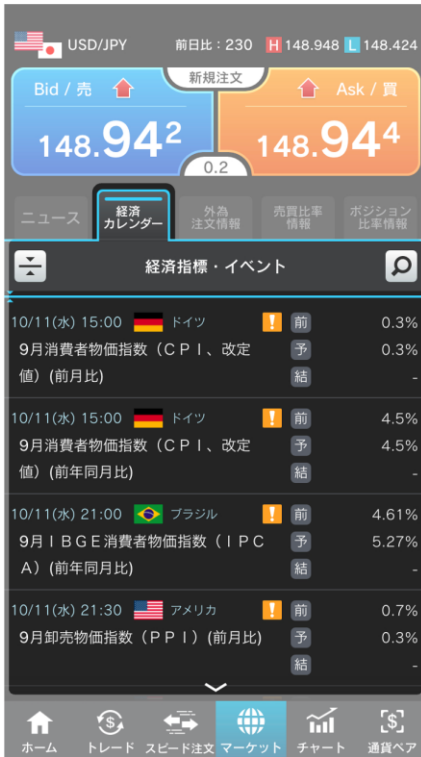 USD/JPY 前日比：230 H 148.948 L 148.424
新規注文
Bid / 売 Ask / 買
148.942 148.944
0.2
ニュース 経済カレンダー 外為注文情報 売買比率情報 ポジション比率情報
経済指標・イベント
10/11(水) 15:00 ドイツ ! 前 0.3%
9月消費者物価指数（ＣＰＩ、改定 予 0.3%
値）(前月比) 結 -
10/11(水) 15:00 ドイツ ! 前 4.5%
9月消費者物価指数（ＣＰＩ、改定 予 4.5%
値）(前年同月比) 結 -
10/11(水) 21:00 ブラジル ! 前 4.61%
9月ＩＢＧＥ消費者物価指数（ＩＰＣ 予 5.27%
Ａ）(前年同月比) 結 -
10/11(水) 21:30 アメリカ ! 前 0.7%
9月卸売物価指数（ＰＰＩ）(前月比) 予 0.3%
結 -
ホーム トレード スピード注文 マーケット チャート 通貨ペア